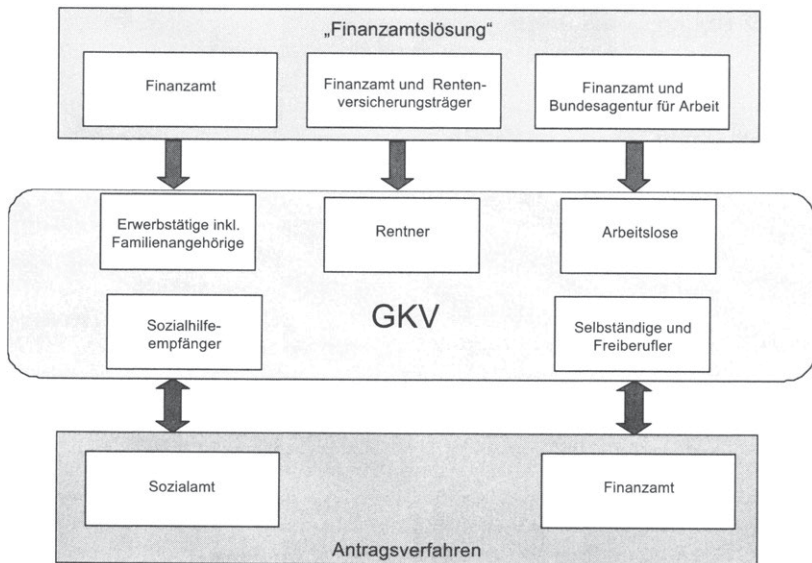 „Finanzamtslösung“
Finanzamt
Finanzamt und Renten-
versicherungsträger
Finanzamt und
Bundesagentur für Arbeit
Erwerbstätige inkl.
Familienangehörige
Rentner
Arbeitslose
Sozialhilfe-
empfänger
GKV
Selbständige und
Freiberufler
Sozialamt
Finanzamt
Antragsverfahren